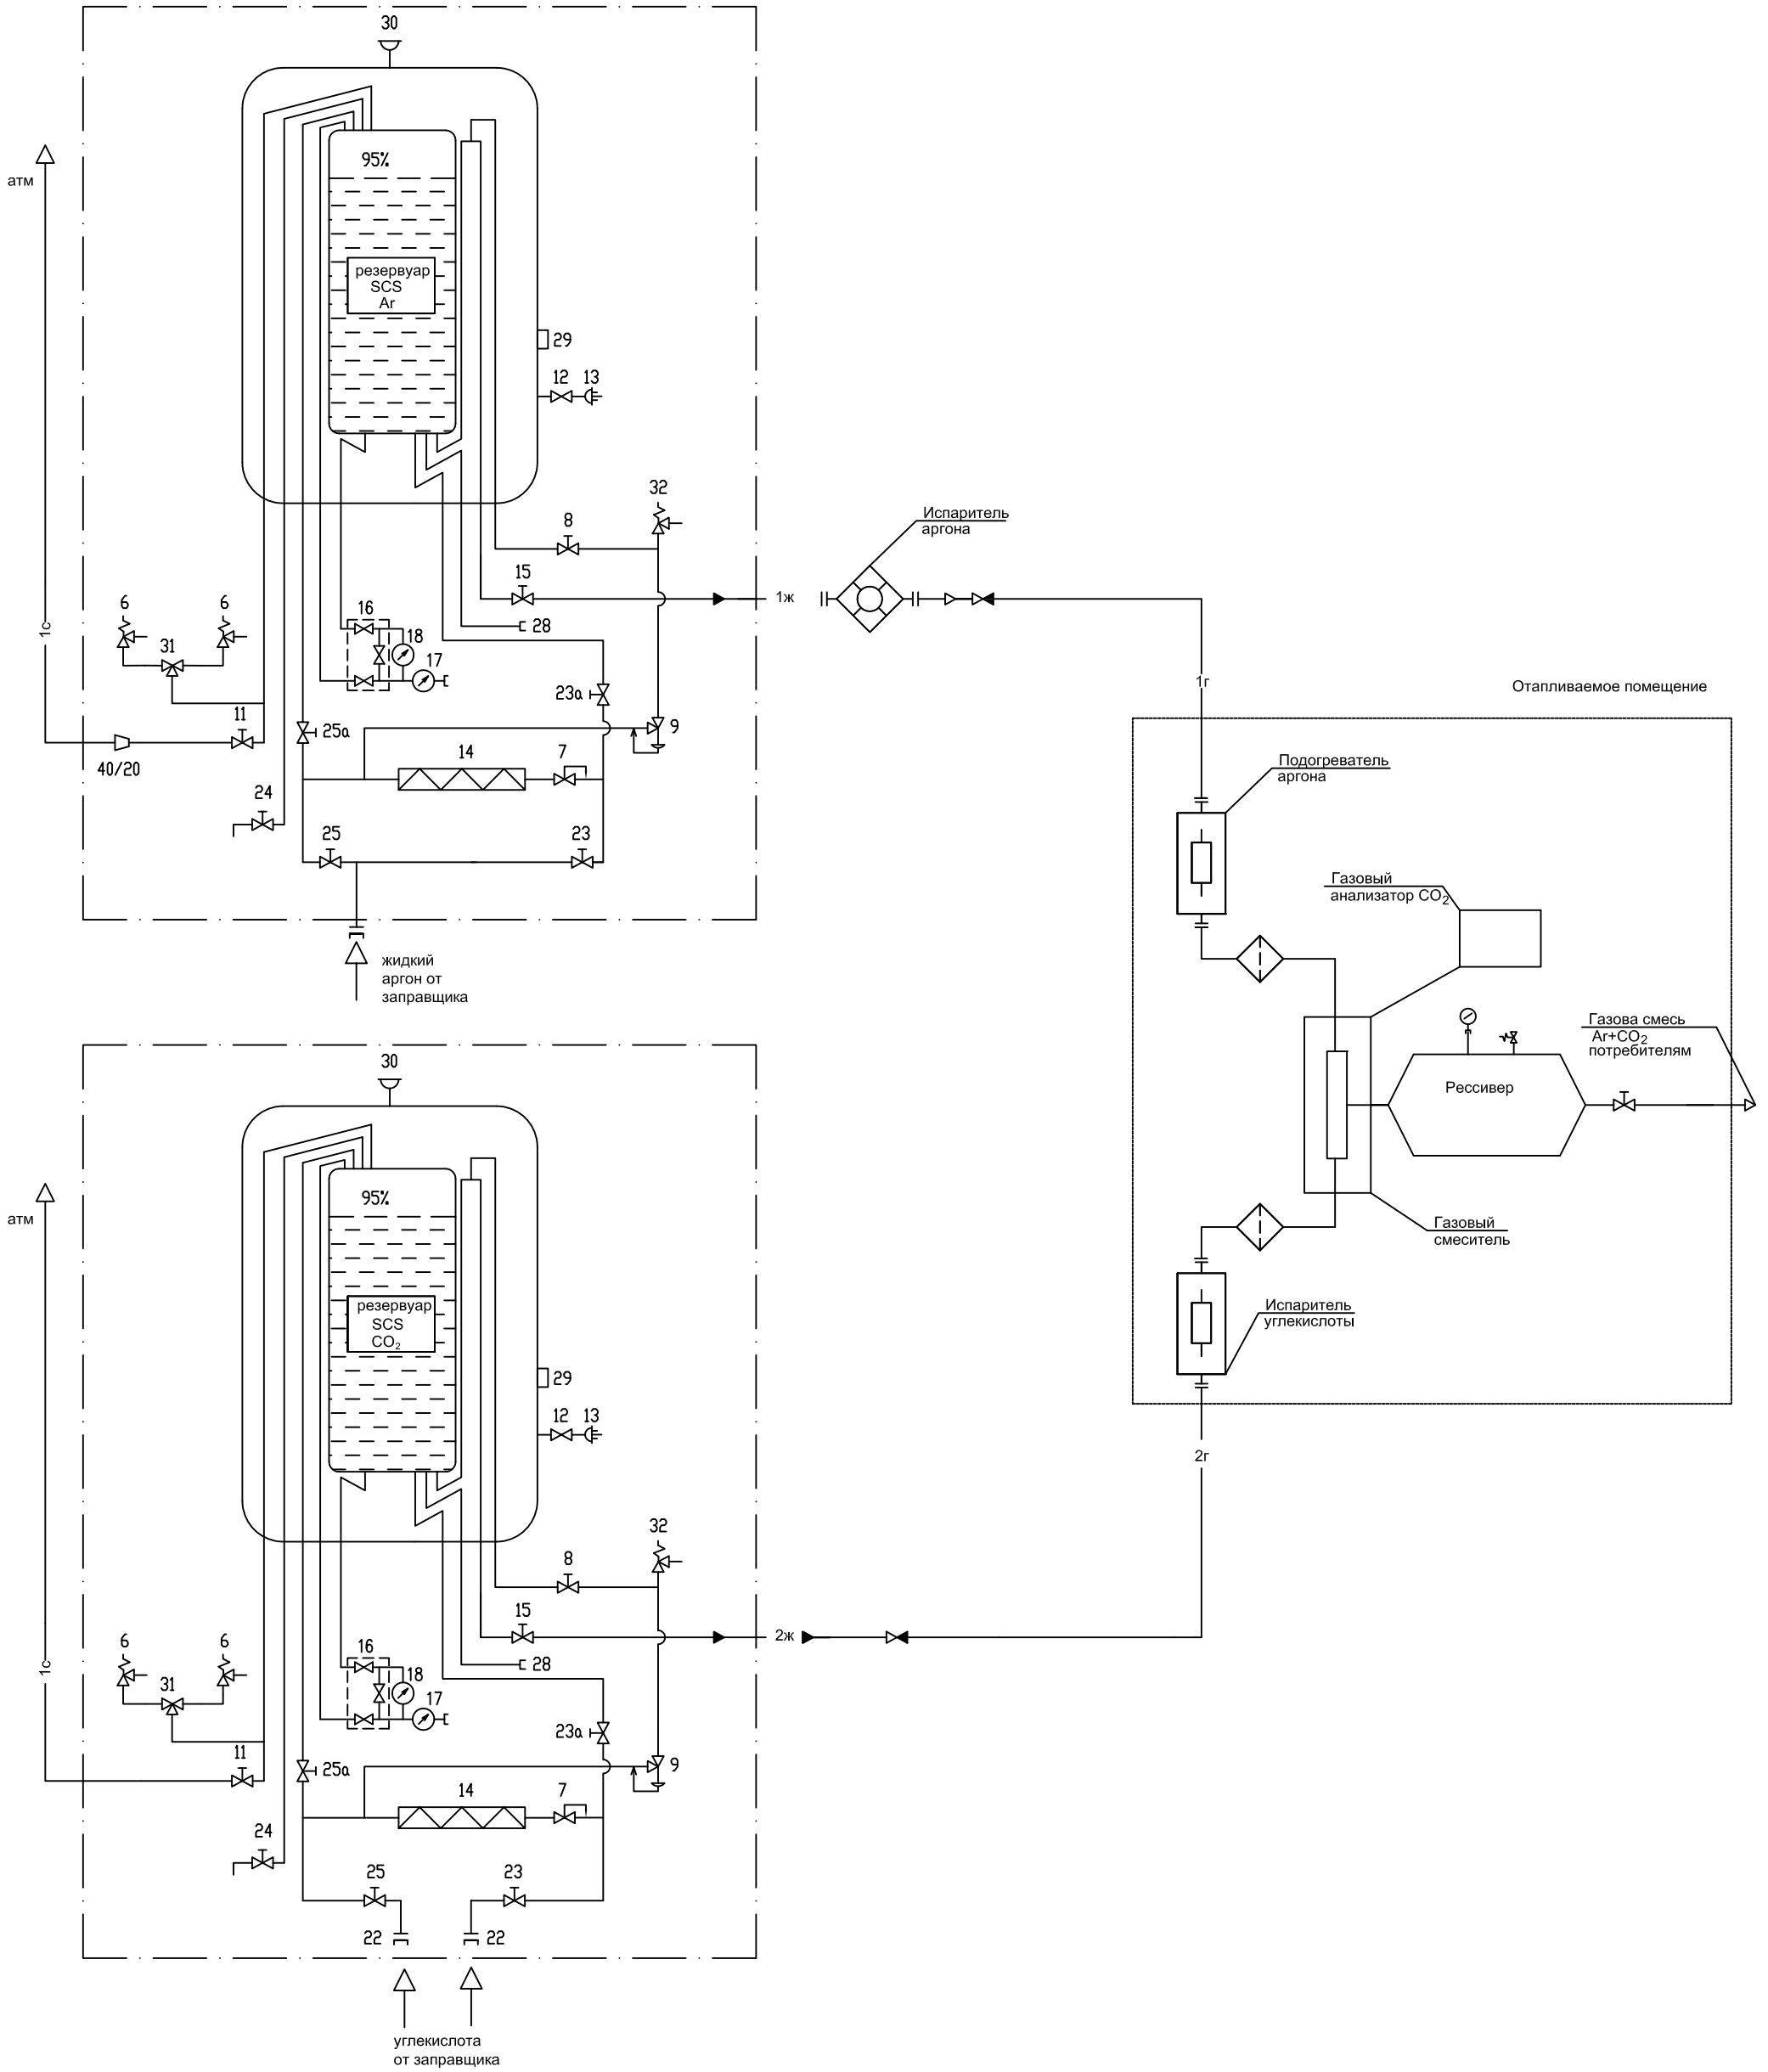 30
95%
атм
резервуар
SCS
Ar
29
12 13
32
Испаритель
аргона
8
15
1ж
6
6
16
28
18
1с
31
17
1г
Отапливаемое помещение
23а
11
25а
9
14
7
40/20
Подогреватель
аргона
24
25
23
Газовый
анализатор CO2
жидкий
аргон от
заправщика
Газова смесь
Ar+CO2
потребителям
30
Рессивер
95%
атм
Газовый
смеситель
резервуар
SCS
CO2
Испаритель
углекислоты
29
12 13
2г
32
8
15
2ж
6
6
16
28
18
1с
31
17
23а
11
25а
9
14
7
24
25
23
22
22
углекислота
от заправщика